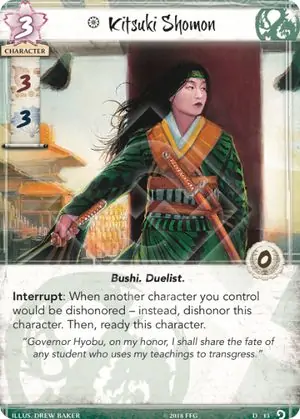 3
Kitsuki Shomon
CHARACTER
3
3
0
Bushi. Duelist.
Interrupt: When another character you control
would be dishonored – instead, dishonor this
character. Then, ready this character.
“Governor Hyobu, on my honor, I shall share the fate of
any student who uses my teachings to transgress.”
ILLUS. DREW BAKER ©2018 FFG D 13